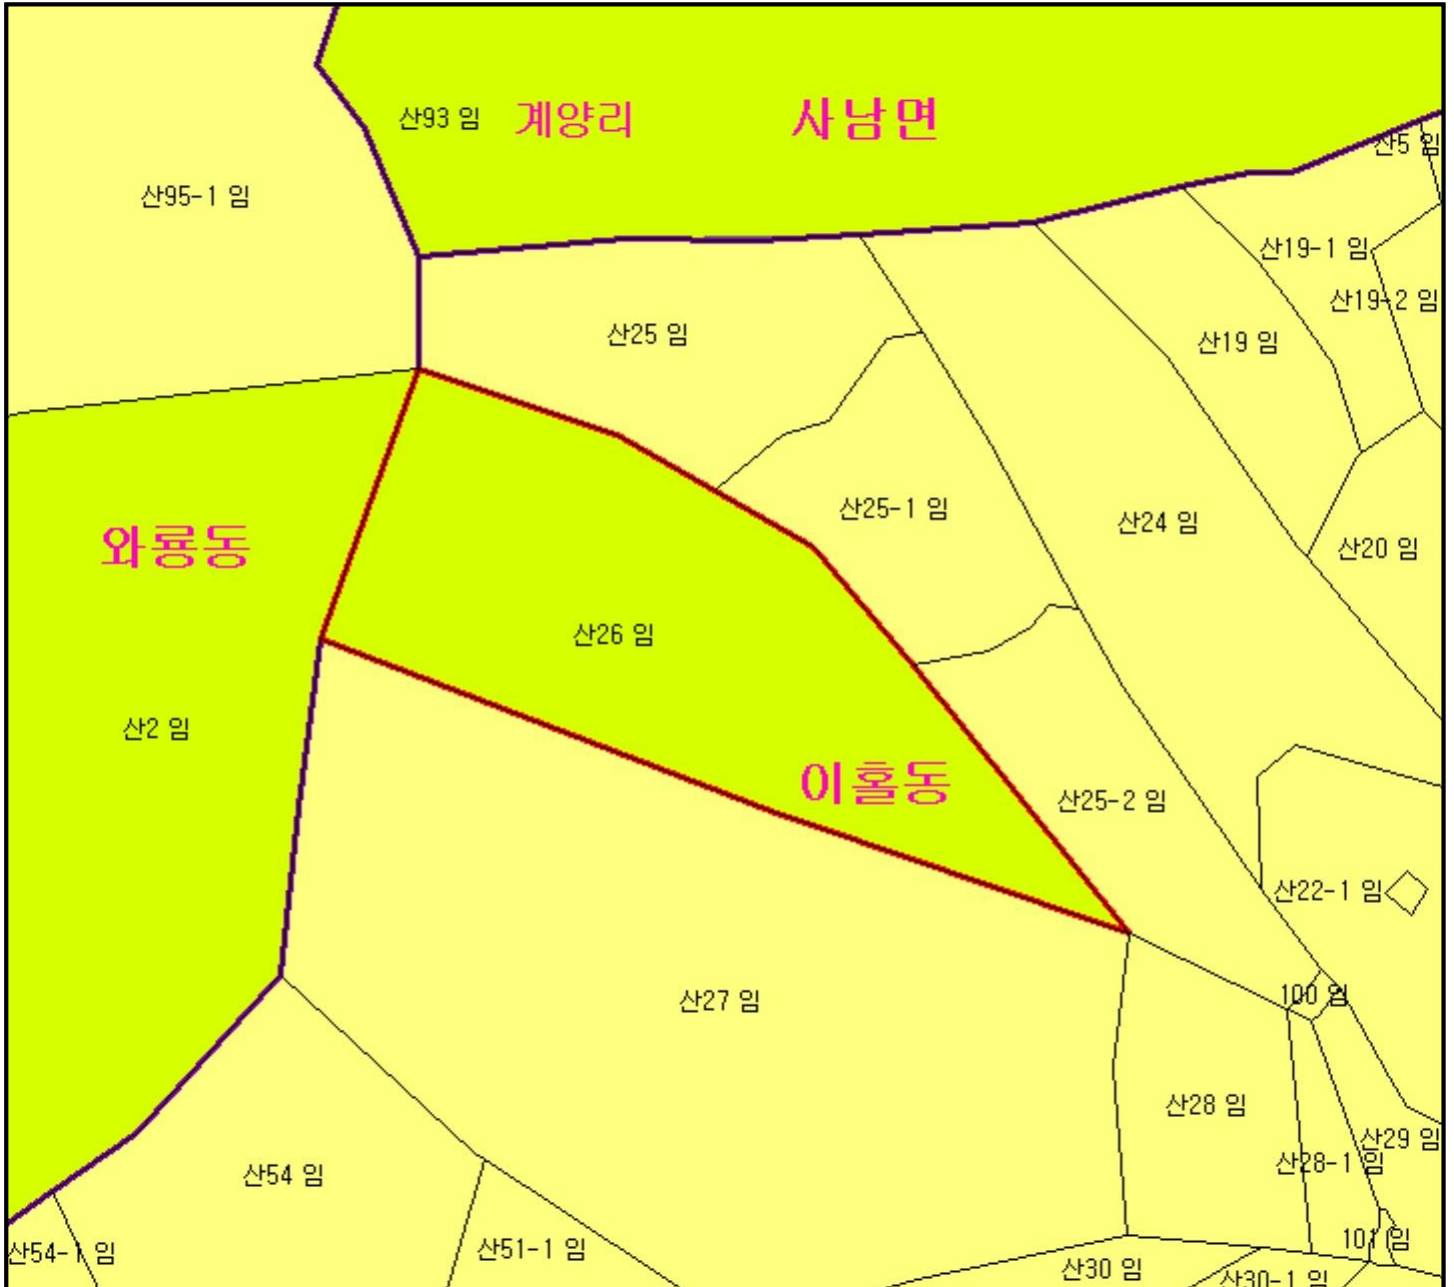 산93 임 계양리 사남면
산5 임
산95-1 임
산19-1 임
산19-2 임
산25 임
산19 임
산25-1 임
산24 임
와룡동
산20 임
산26 임
산2 임
이홀동
산25-2 임
산22-1 임
산27 임
100 임
산28 임
산29 임
산28-1 임
산54 임
101 임
산54-1 임
산51-1 임
산30 임
산30-1 임